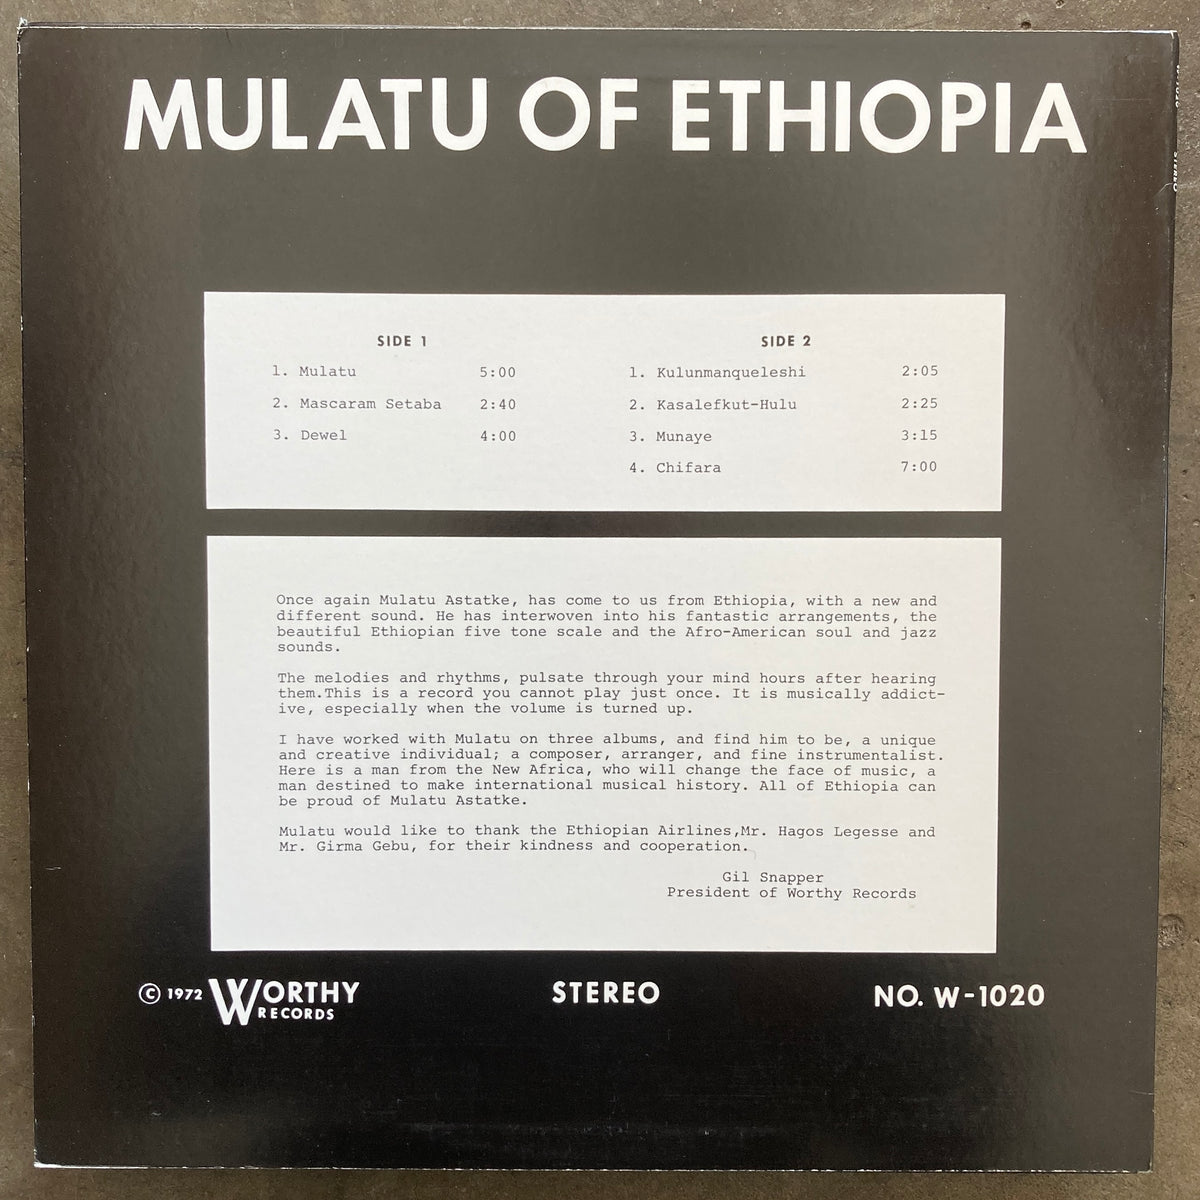 MULATU OF ETHIOPIA
SIDE 1
1. Mulatu 5:00
2. Mascaram Setaba 2:40
3. Dewel 4:00
SIDE 2
1. Kulunmanqueleshi 2:05
2. Kasalefkut-Hulu 2:25
3. Munaye 3:15
4. Chifara 7:00
Once again Mulatu Astatke, has come to us from Ethiopia, with a new and
different sound. He has interwoven into his fantastic arrangements, the
beautiful Ethiopian five tone scale and the Afro-American soul and jazz
sounds.
The melodies and rhythms, pulsate through your mind hours after hearing
them.This is a record you cannot play just once. It is musically addict-
ive, especially when the volume is turned up.
I have worked with Mulatu on three albums, and find him to be, a unique
and creative individual; a composer, arranger, and fine instrumentalist.
Here is a man from the New Africa, who will change the face of music, a
man destined to make international musical history. All of Ethiopia can
be proud of Mulatu Astatke.
Mulatu would like to thank the Ethiopian Airlines,Mr. Hagos Legesse and
Mr. Girma Gebu, for their kindness and cooperation.
Gil Snapper
President of Worthy Records
© 1972 WORTHY RECORDS
STEREO
NO. W-1020
STEREO